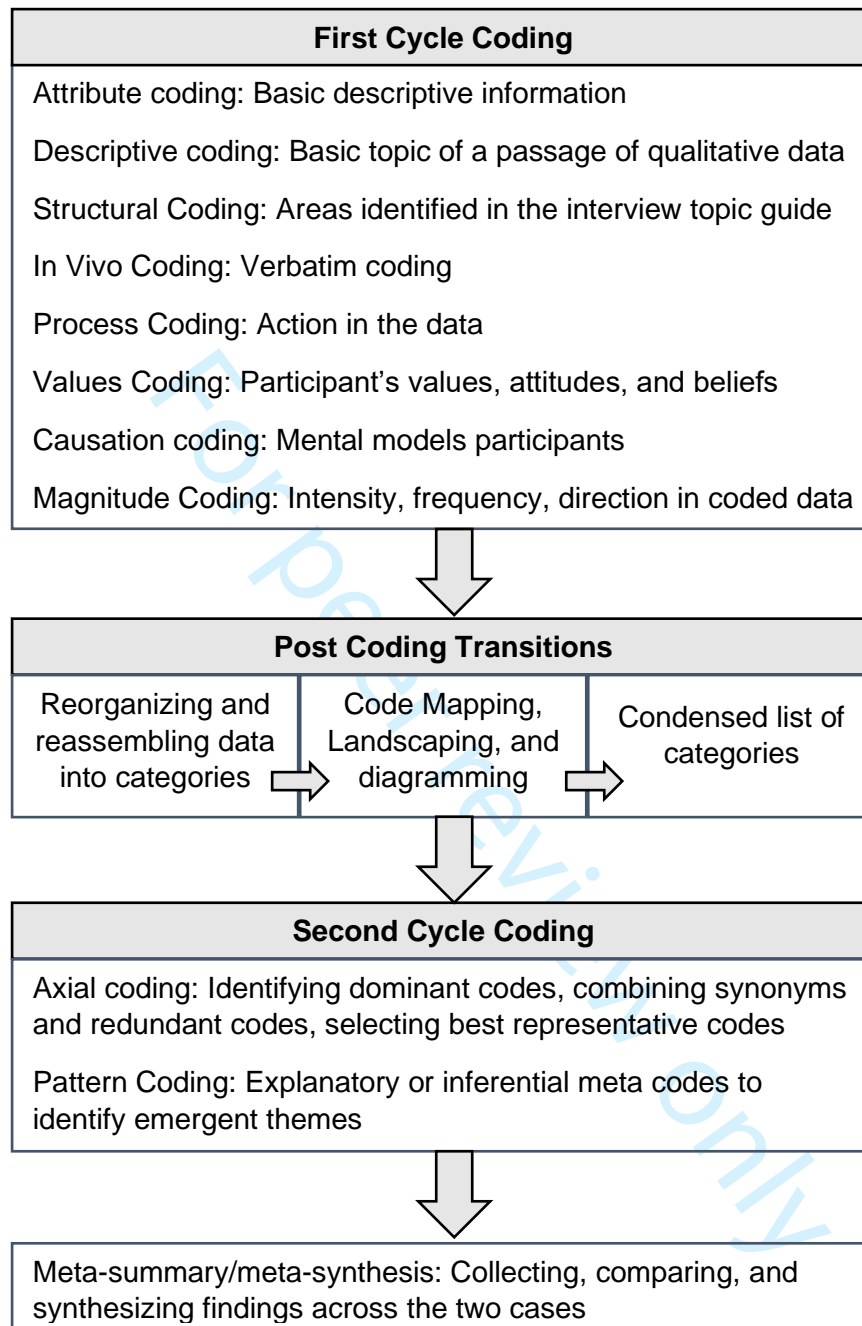 First Cycle Coding
Attribute coding: Basic descriptive information
Descriptive coding: Basic topic of a passage of qualitative data
Structural Coding: Areas identified in the interview topic guide
In Vivo Coding: Verbatim coding
Process Coding: Action in the data
Values Coding: Participant’s values, attitudes, and beliefs
Causation coding: Mental models participants
Magnitude Coding: Intensity, frequency, direction in coded data
Post Coding Transitions
Reorganizing and
reassembling data
into categories
Code Mapping,
Landscaping, and
diagramming
Condensed list of
categories
Second Cycle Coding
Axial coding: Identifying dominant codes, combining synonyms
and redundant codes, selecting best representative codes
Pattern Coding: Explanatory or inferential meta codes to
identify emergent themes
Meta-summary/meta-synthesis: Collecting, comparing, and
synthesizing findings across the two cases
For peer review only